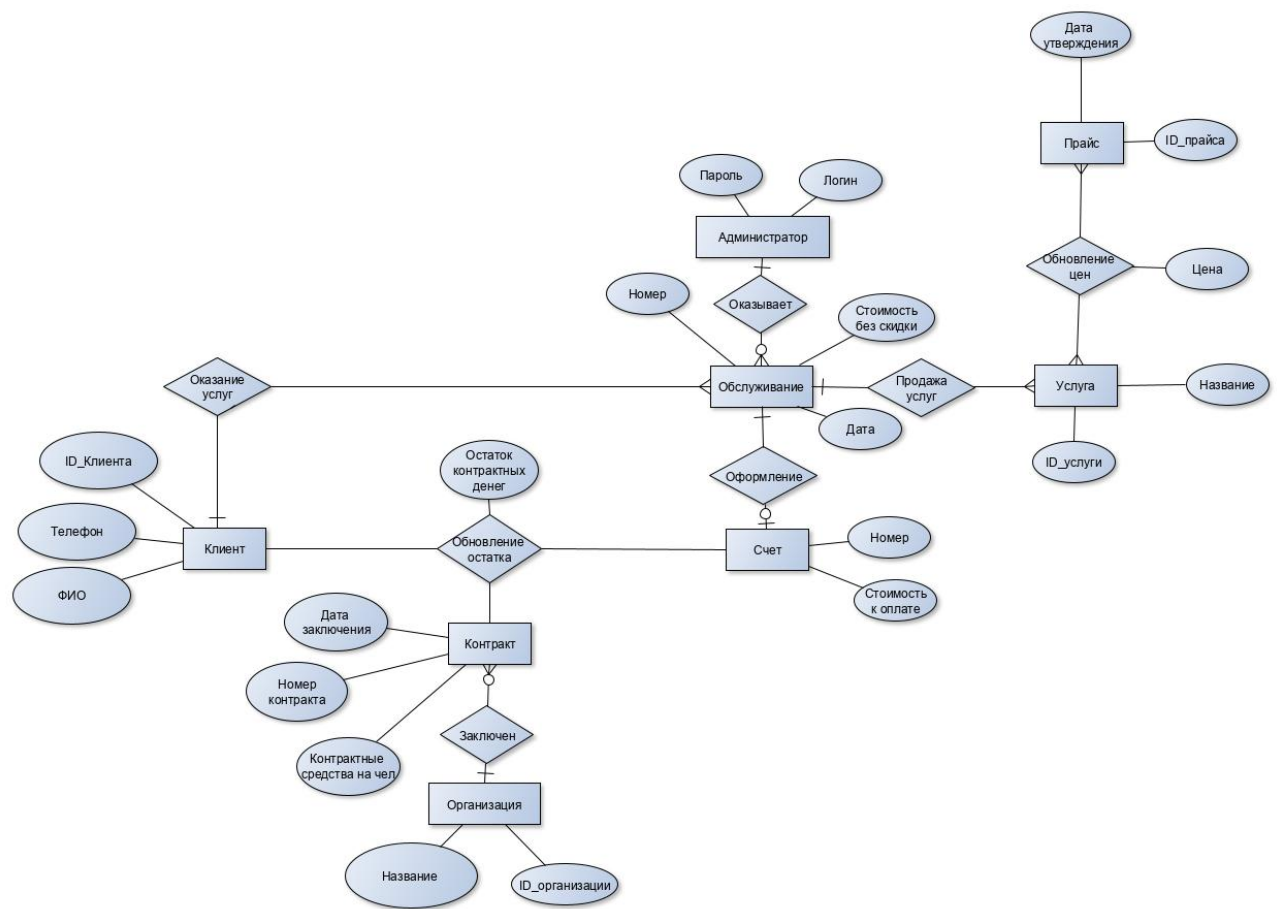 Дата
утверждения
Прайс
ID_прайса
Пароль
Логин
Администратор
Обновление
цен
Цена
Номер
Оказывает
Стоимость
без скидки
Оказание
услуг
Обслуживание
Продажа
услуг
Услуга
Название
Дата
ID_Клиента
Остаток
контрактных
денег
ID_услуги
Оформление
Телефон
Клиент
Обновление
остатка
Счет
Номер
ФИО
Стоимость
к оплате
Дата
заключения
Контракт
Номер
контракта
Заключен
Контрактные
средства на чел
Организация
Название
ID_организации